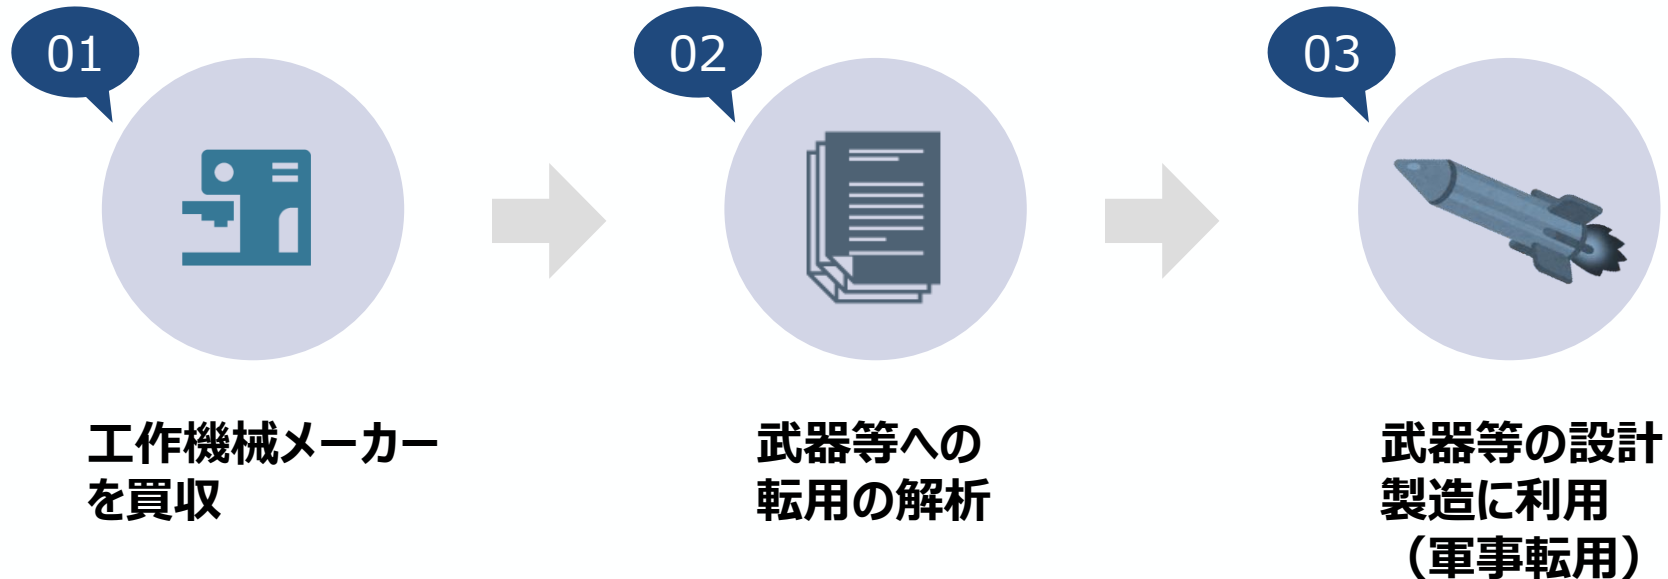 01
02
03
工作機械メーカー
を買収
武器等への
転用の解析
武器等の設計
製造に利用
（軍事転用）